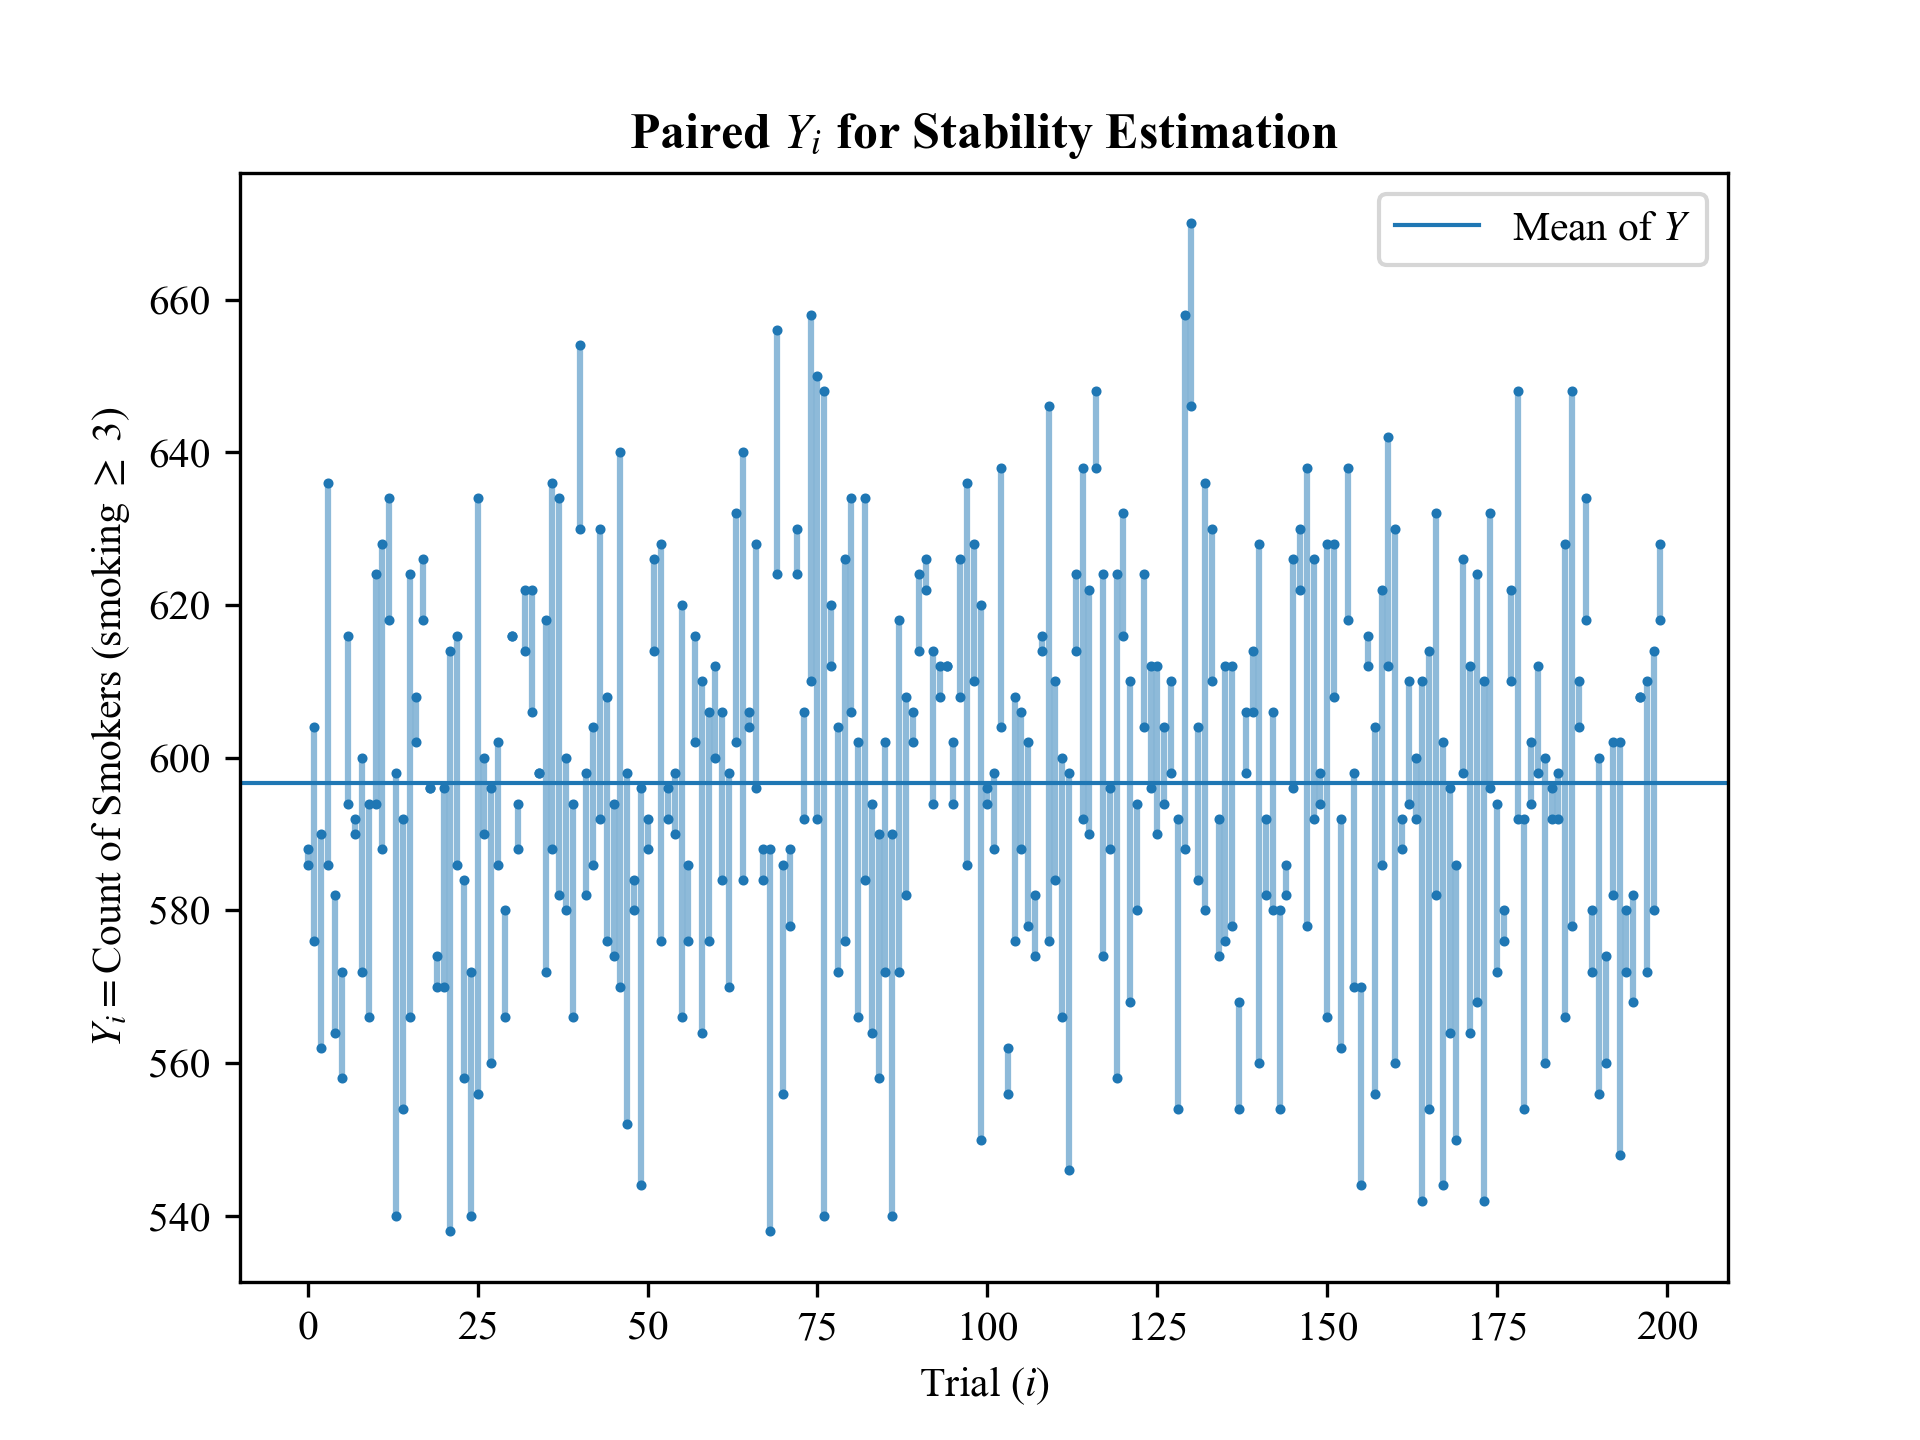 Paired Yᵢ for Stability Estimation
Mean of Y
Yᵢ = Count of Smokers (smoking ≥ 3)
660
640
620
600
580
560
540
0 25 50 75 100 125 150 175 200
Trial (i)